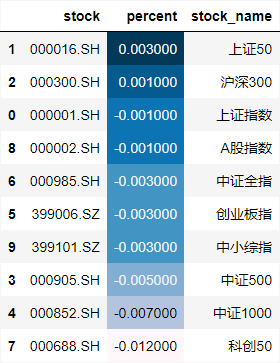 stock percent stock_name
1 000016.SH 0.003000 上证50
2 000300.SH 0.001000 沪深300
0 000001.SH -0.001000 上证指数
8 000002.SH -0.001000 A股指数
6 000985.SH -0.003000 中证全指
5 399006.SZ -0.003000 创业板指
9 399101.SZ -0.003000 中小综指
3 000905.SH -0.005000 中证500
4 000852.SH -0.007000 中证1000
7 000688.SH -0.012000 科创50